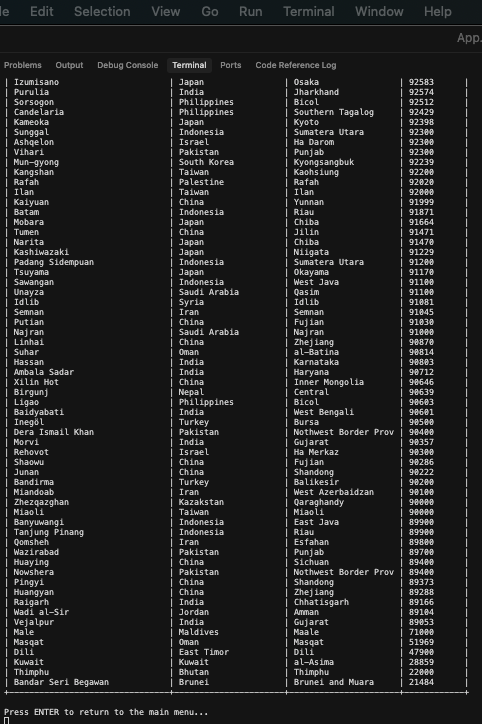 le Edit Selection View Go Run Terminal Window Help
App.
Problems Output Debug Console Terminal Ports Code Reference Log
| Izumisano | Japan | Osaka | 92583 |
| Purulia | India | Jharkhand | 92574 |
| Sorsogon | Philippines | Bicol | 92512 |
| Candelaria | Philippines | Southern Tagalog | 92429 |
| Kameoka | Japan | Kyoto | 92398 |
| Sunggal | Indonesia | Sumatera Utara | 92300 |
| Ashqelon | Israel | Ha Darom | 92300 |
| Vihari | Pakistan | Punjab | 92300 |
| Mun-gyong | South Korea | Kyongsangbuk | 92239 |
| Kangshan | Taiwan | Kaohsiung | 92200 |
| Rafah | Palestine | Rafah | 92020 |
| Ilan | Taiwan | Ilan | 92000 |
| Kaiyuan | China | Yunnan | 91999 |
| Batam | Indonesia | Riau | 91871 |
| Mobara | Japan | Chiba | 91664 |
| Tumen | China | Jilin | 91471 |
| Narita | Japan | Chiba | 91470 |
| Kashiwazaki | Japan | Niigata | 91229 |
| Padang Sidempuan | Indonesia | Sumatera Utara | 91200 |
| Tsuyama | Japan | Okayama | 91170 |
| Sawangan | Indonesia | West Java | 91100 |
| Unayza | Saudi Arabia | Qasim | 91100 |
| Idlib | Syria | Idlib | 91081 |
| Semnan | Iran | Semnan | 91045 |
| Putian | China | Fujian | 91030 |
| Najran | Saudi Arabia | Najran | 91000 |
| Linhai | China | Zhejiang | 90870 |
| Suhar | Oman | al-Batina | 90814 |
| Hassan | India | Karnataka | 90803 |
| Ambala Sadar | India | Haryana | 90712 |
| Xilin Hot | China | Inner Mongolia | 90646 |
| Birgunj | Nepal | Central | 90639 |
| Ligao | Philippines | Bicol | 90603 |
| Baidyabati | India | West Bengali | 90601 |
| Inegöl | Turkey | Bursa | 90500 |
| Dera Ismail Khan | Pakistan | Nothwest Border Prov | 90400 |
| Morvi | India | Gujarat | 90357 |
| Rehovot | Israel | Ha Merkaz | 90300 |
| Shaowu | China | Fujian | 90286 |
| Junan | China | Shandong | 90222 |
| Bandirma | Turkey | Balikesir | 90200 |
| Miandoab | Iran | West Azerbaidzan | 90100 |
| Zhezqazghan | Kazakstan | Qaraghandy | 90000 |
| Miaoli | Taiwan | Miaoli | 90000 |
| Banyuwangi | Indonesia | East Java | 89900 |
| Tanjung Pinang | Indonesia | Riau | 89900 |
| Qomsheh | Iran | Esfahan | 89800 |
| Wazirabad | Pakistan | Punjab | 89700 |
| Huaying | China | Sichuan | 89400 |
| Nowshera | Pakistan | Nothwest Border Prov | 89400 |
| Pingyi | China | Shandong | 89373 |
| Huangyan | China | Zhejiang | 89288 |
| Raigarh | India | Chhatisgarh | 89166 |
| Wadi al-Sir | Jordan | Amman | 89104 |
| Vejalpur | India | Gujarat | 89053 |
| Male | Maldives | Maale | 71000 |
| Masqat | Oman | Masqat | 51969 |
| Dili | East Timor | Dili | 47900 |
| Kuwait | Kuwait | al-Asima | 28859 |
| Thimphu | Bhutan | Thimphu | 22000 |
| Bandar Seri Begawan | Brunei | Brunei and Muara | 21484 |
Press ENTER to return to the main menu...